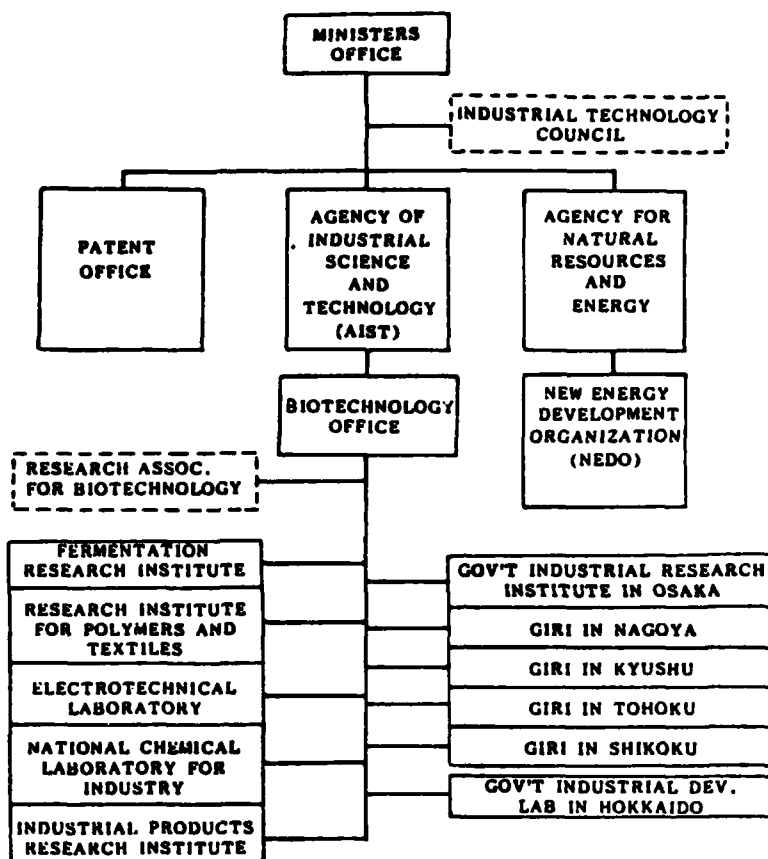 MINISTERS
OFFICE
INDUSTRIAL TECHNOLOGY
COUNCIL
PATENT
OFFICE
AGENCY OF
INDUSTRIAL
SCIENCE
AND
TECHNOLOGY
(AIST)
AGENCY FOR
NATURAL
RESOURCES
AND
ENERGY
BIOTECHNOLOGY
OFFICE
NEW ENERGY
DEVELOPMENT
ORGANIZATION
(NEDO)
RESEARCH ASSOC.
FOR BIOTECHNOLOGY
FERMENTATION
RESEARCH INSTITUTE
RESEARCH INSTITUTE
FOR POLYMERS AND
TEXTILES
ELECTROTECHNICAL
LABORATORY
NATIONAL CHEMICAL
LABORATORY FOR
INDUSTRY
INDUSTRIAL PRODUCTS
RESEARCH INSTITUTE
GOV'T INDUSTRIAL RESEARCH
INSTITUTE IN OSAKA
GIRI IN NAGOYA
GIRI IN KYUSHU
GIRI IN TOHOKU
GIRI IN SHIKOKU
GOV'T INDUSTRIAL DEV.
LAB IN HOKKAIDO